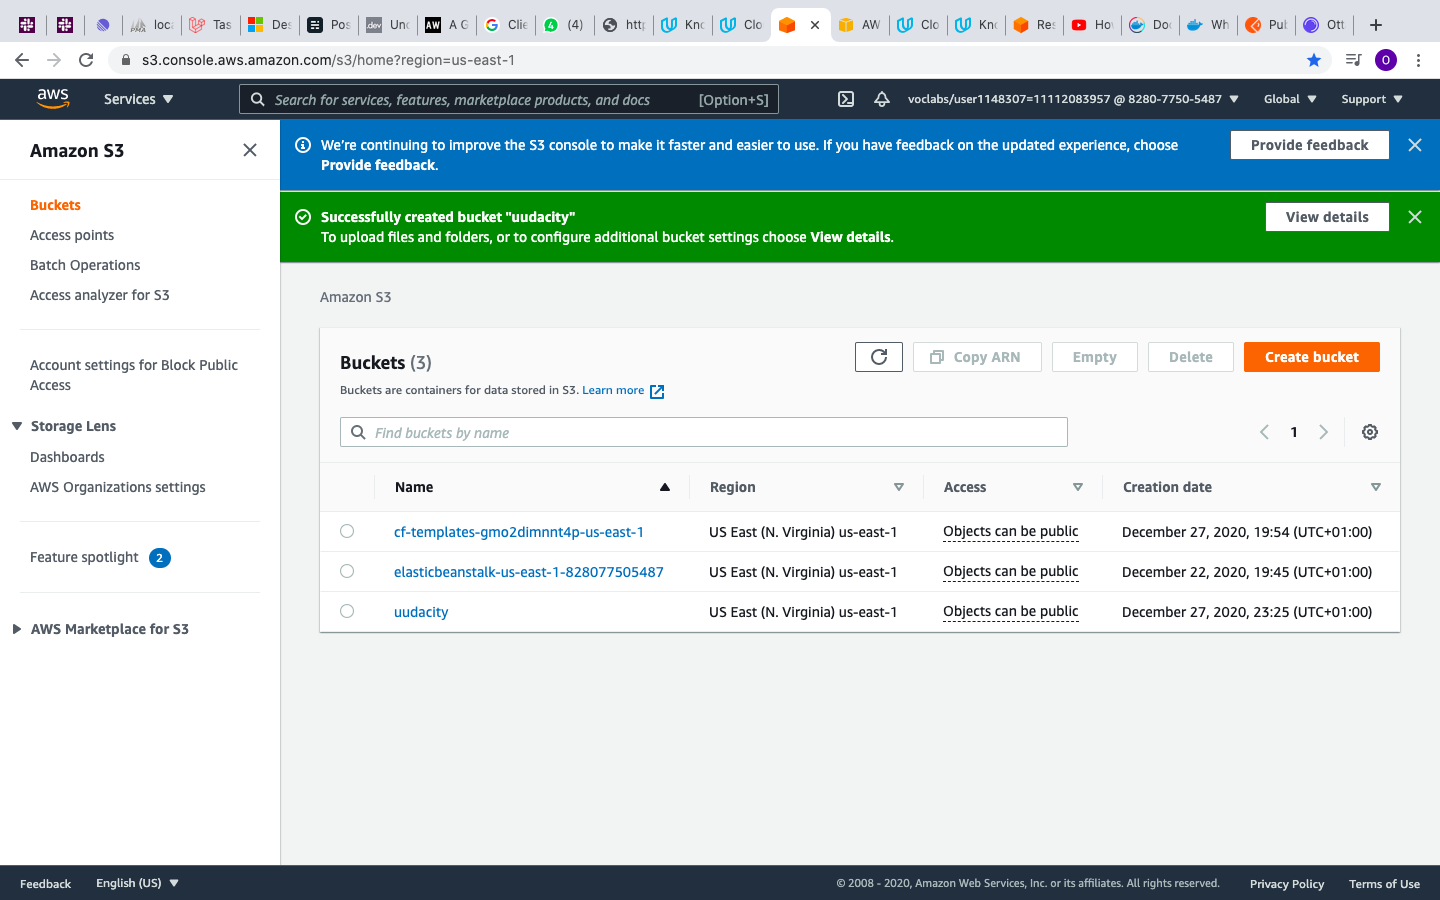 loca
Tas
Des
Pos
.dev
Unc
AW
A G
Clie
4
(4)
http
Kno
Clo
AW
Clo
Kno
Res
Hov
Doc
Wh
Pub
Ott
s3.console.aws.amazon.com/s3/home?region=us-east-1
O
aws
Services
Search for services, features, marketplace products, and docs
[Option+S]
voclabs/user1148307=11112083957 @ 8280-7750-5487
Global
Support
Amazon S3
Buckets
Access points
Batch Operations
Access analyzer for S3
Account settings for Block Public
Access
Storage Lens
Dashboards
AWS Organizations settings
Feature spotlight 2
AWS Marketplace for S3
We're continuing to improve the S3 console to make it faster and easier to use. If you have feedback on the updated experience, choose
Provide feedback.
Provide feedback
Successfully created bucket "uudacity"
To upload files and folders, or to configure additional bucket settings choose View details.
View details
Amazon S3
Buckets (3)
Buckets are containers for data stored in S3. Learn more
Copy ARN
Empty
Delete
Create bucket
Find buckets by name
1
Name Region Access Creation date
cf-templates-gmo2dimnnt4p-us-east-1 US East (N. Virginia) us-east-1 Objects can be public December 27, 2020, 19:54 (UTC+01:00)
elasticbeanstalk-us-east-1-828077505487 US East (N. Virginia) us-east-1 Objects can be public December 22, 2020, 19:45 (UTC+01:00)
uudacity US East (N. Virginia) us-east-1 Objects can be public December 27, 2020, 23:25 (UTC+01:00)
Feedback
English (US)
© 2008 - 2020, Amazon Web Services, Inc. or its affiliates. All rights reserved.
Privacy Policy
Terms of Use